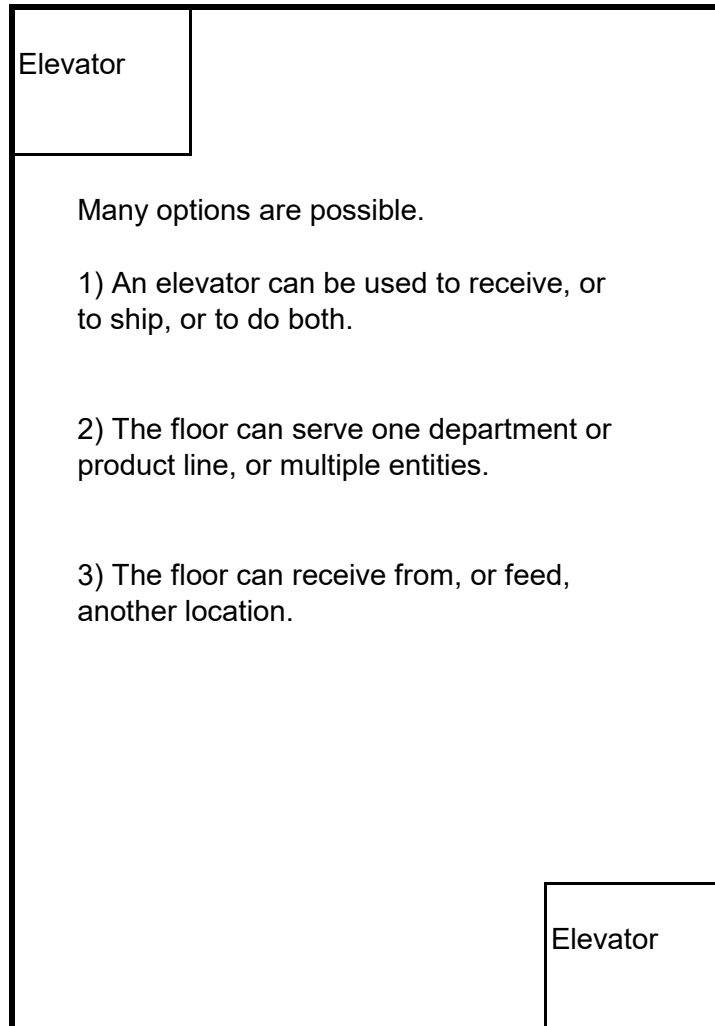 Elevator
Many options are possible.
1) An elevator can be used to receive, or
to ship, or to do both.
2) The floor can serve one department or
product line, or multiple entities.
3) The floor can receive from, or feed,
another location.
Elevator